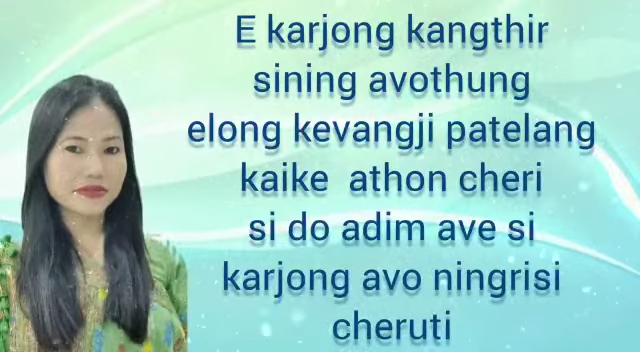 E karjong kangthir
sining avothung
elong kevangji patelang
kaike athon cheri
si do adim ave si
karjong avo ningrisi
cheruti